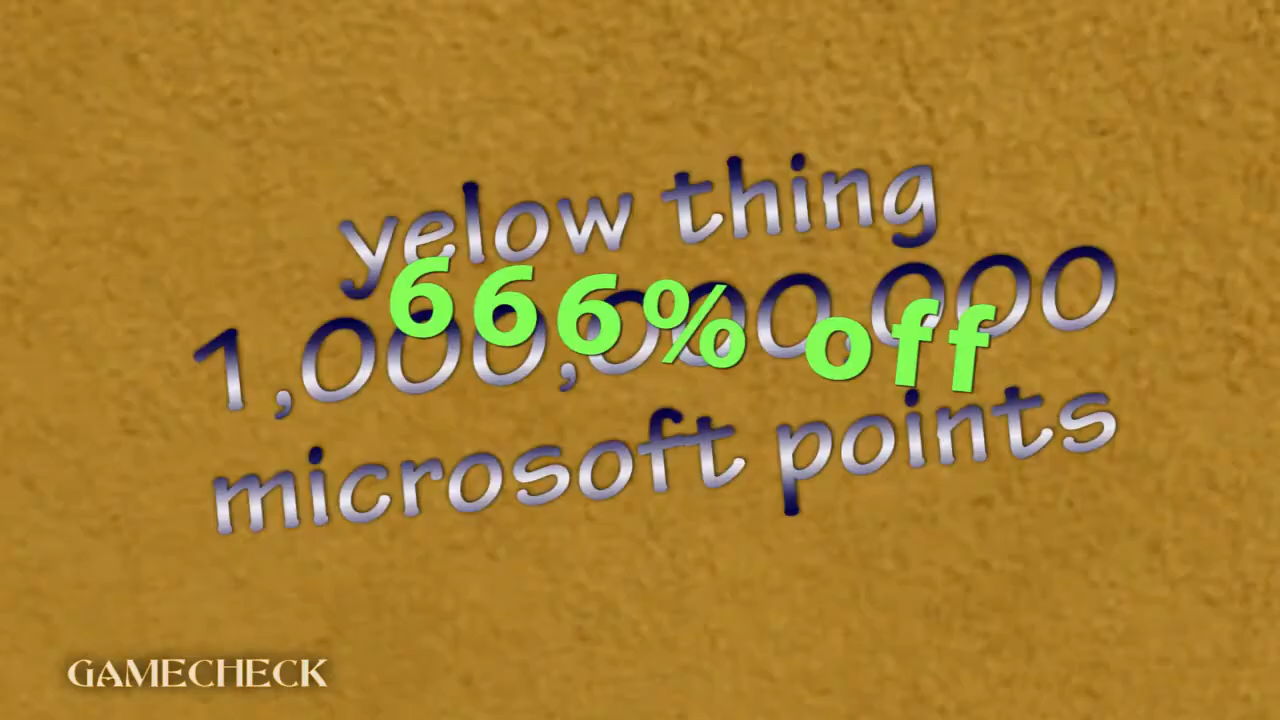 yelow thing
1,000,000,000
666% off
microsoft points
GAMECHECK